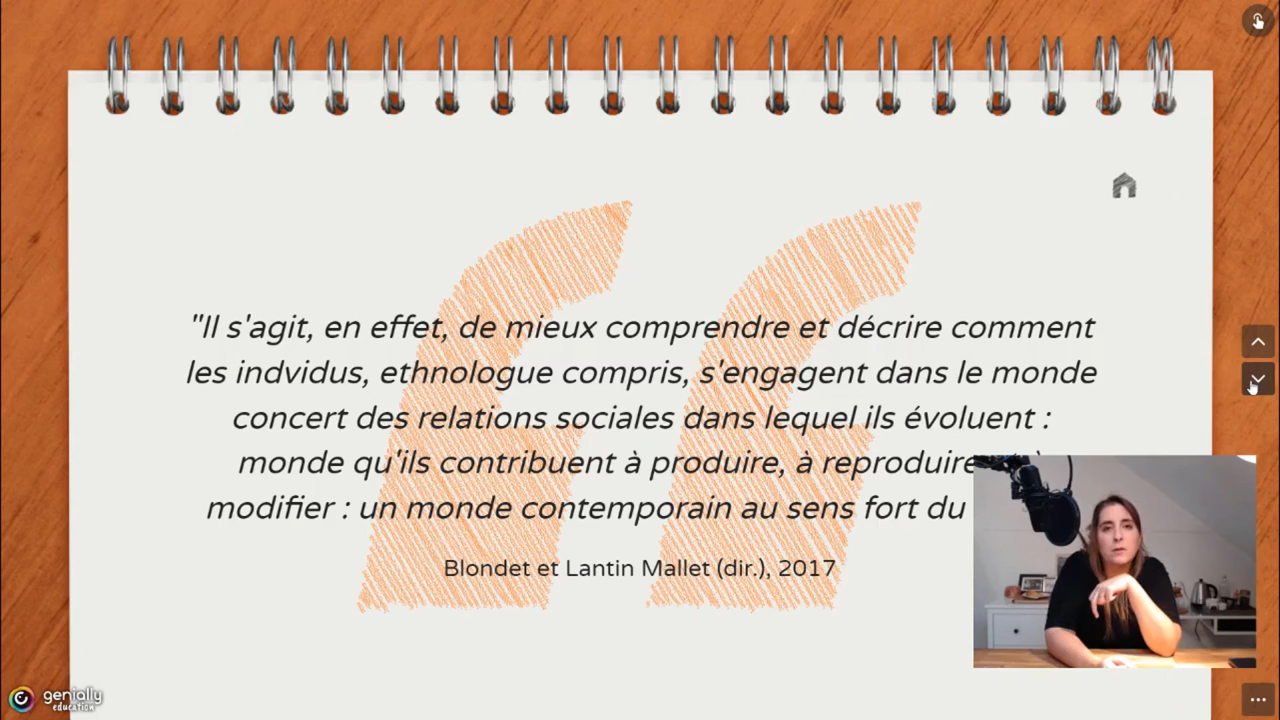 "Il s'agit, en effet, de mieux comprendre et décrire comment
les indvidus, ethnologue compris, s'engagent dans le monde
concert des relations sociales dans lequel ils évoluent :
monde qu'ils contribuent à produire, à reproduire
modifier : un monde contemporain au sens fort du
Blondet et Lantin Mallet (dir.), 2017
genially
education